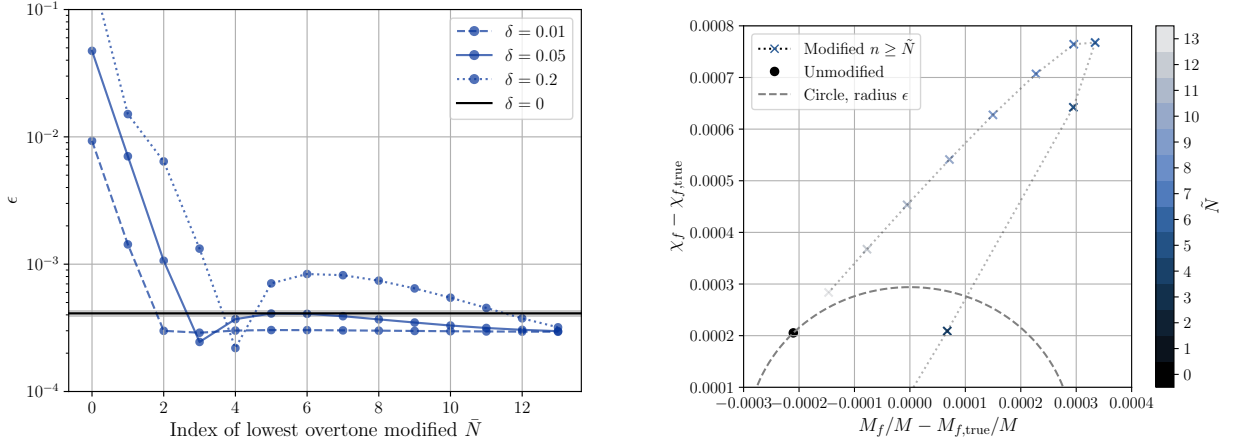 10⁻¹
10⁻²
10⁻³
10⁻⁴
ϵ
0 2 4 6 8 10 12
Index of lowest overtone modified N̄
δ = 0.01
δ = 0.05
δ = 0.2
δ = 0
0.0008
0.0007
0.0006
0.0005
0.0004
0.0003
0.0002
0.0001
χ_f − χ_{f,true}
−0.0003 −0.0002 −0.0001 0.0000 0.0001 0.0002 0.0003 0.0004
M_f/M − M_{f,true}/M
Modified n ≥ Ñ
Unmodified
Circle, radius ϵ
13
12
11
10
9
8
7
6
5
4
3
2
1
0
Ñ